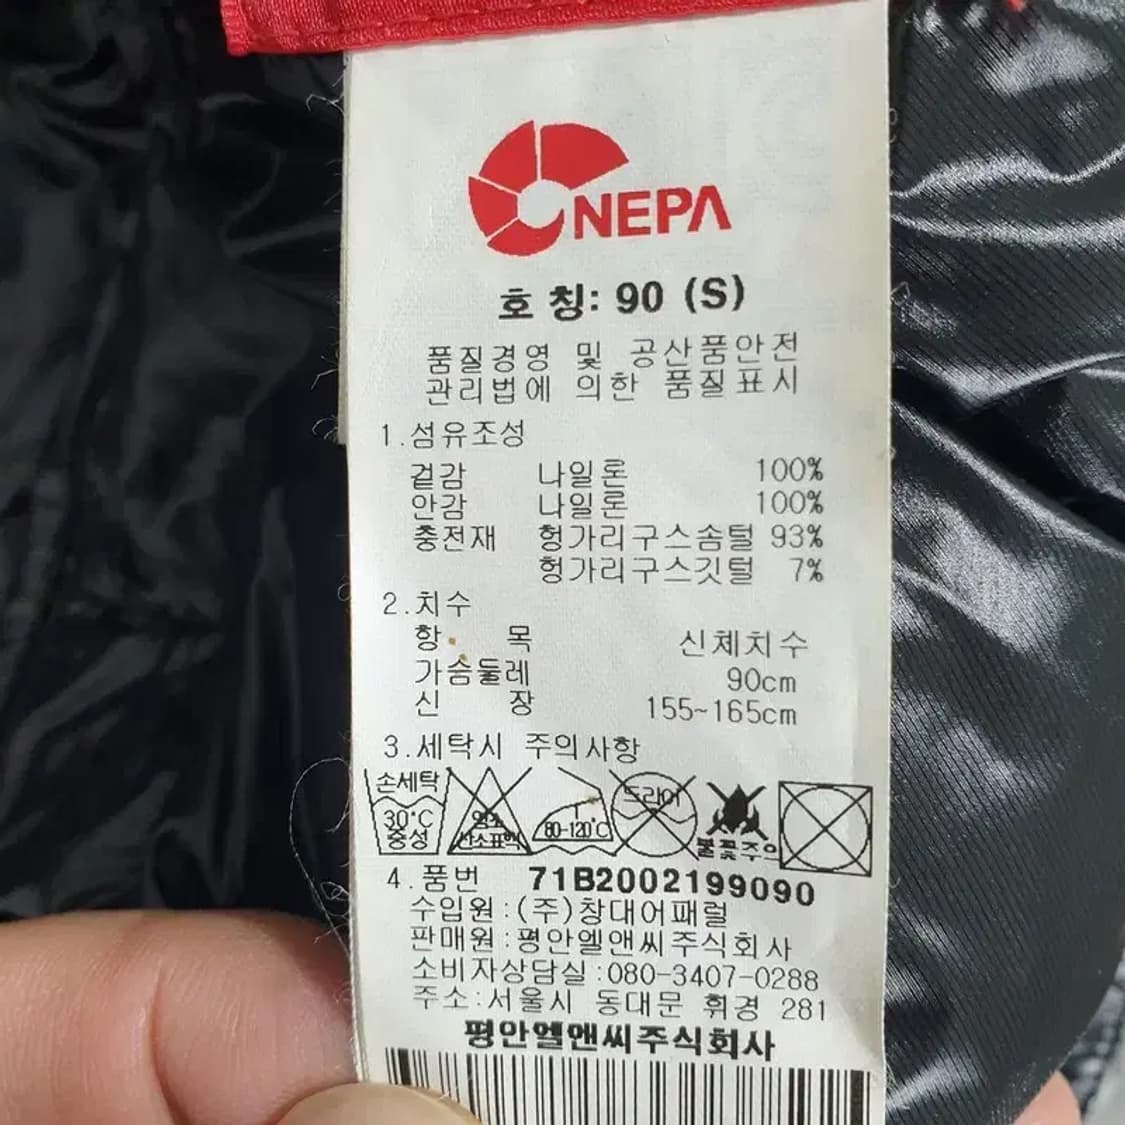 NEPA
호 칭: 90 (S)
품질경영 및 공산품안전
관리법에 의한 품질표시
1.섬유조성
겉감 나일론 100%
안감 나일론 100%
충전재 헝가리구스솜털 93%
헝가리구스깃털 7%
2.치수
항 목 신체치수
가슴둘레 90cm
신 장 155~165cm
3.세탁시 주의사항
손세탁
30°C
중성
염소
산소표백
80-120°C
드라이
불꽃주의
4.품번 71B2002199090
수입원:(주)창대어패럴
판매원:평안엘앤씨주식회사
소비자상담실:080-3407-0288
주소:서울시 동대문 휘경 281
평안엘앤씨주식회사